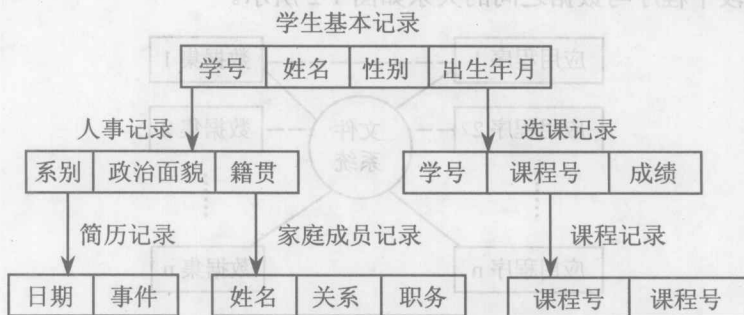 学生基本记录
学号 姓名 性别 出生年月
人事记录 选课记录
系别 政治面貌 籍贯 学号 课程号 成绩
简历记录 家庭成员记录 课程记录
日期 事件 姓名 关系 职务 课程号 课程号